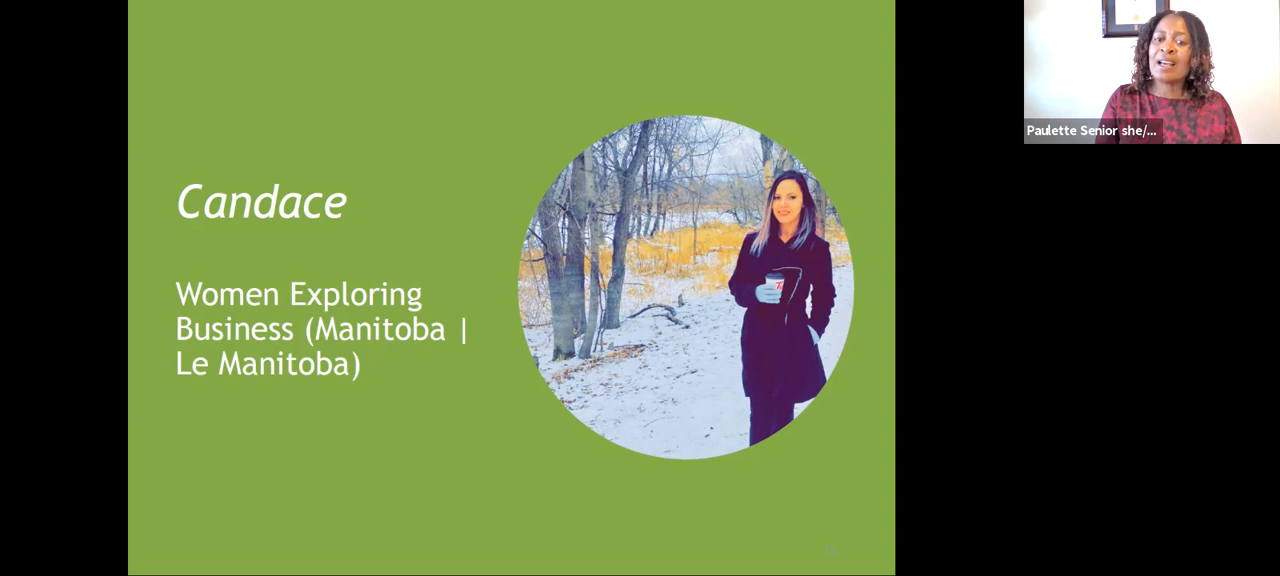 Candace
Women Exploring
Business (Manitoba |
Le Manitoba)
Paulette Senior she/...